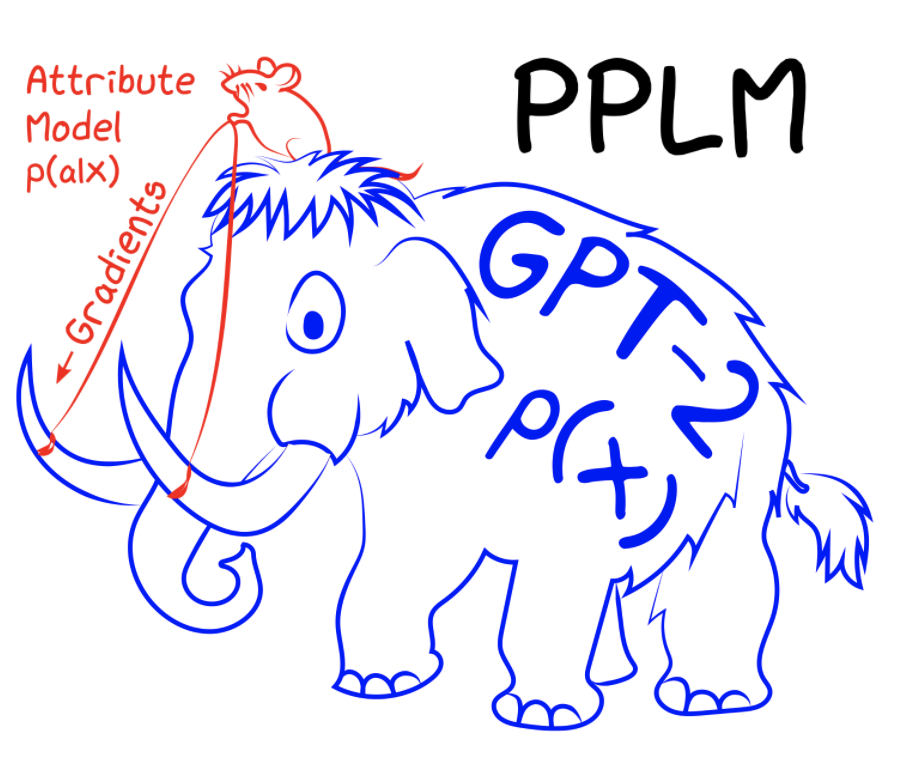 PPLM
Attribute
Model
p(a|x)
Gradients
GPT-2
p(x)